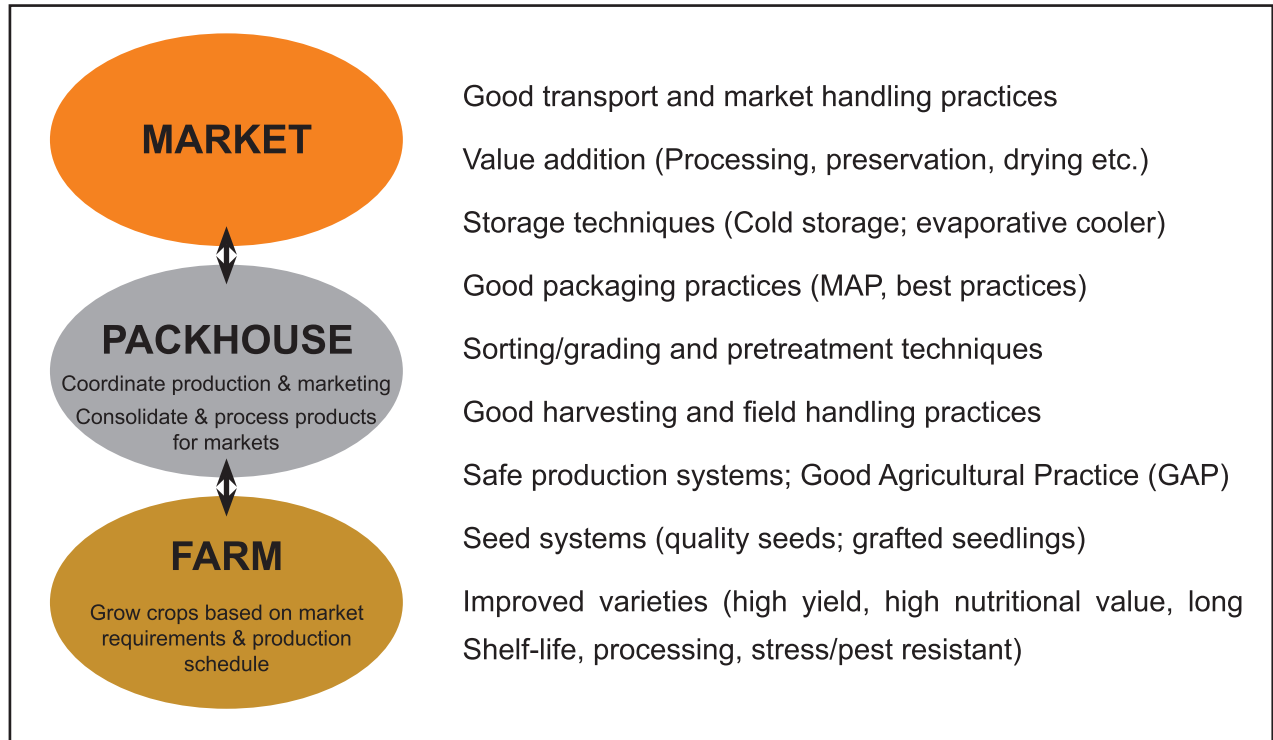 MARKET
PACKHOUSE
Coordinate production & marketing
Consolidate & process products
for markets
FARM
Grow crops based on market
requirements & production
schedule
Good transport and market handling practices
Value addition (Processing, preservation, drying etc.)
Storage techniques (Cold storage; evaporative cooler)
Good packaging practices (MAP, best practices)
Sorting/grading and pretreatment techniques
Good harvesting and field handling practices
Safe production systems; Good Agricultural Practice (GAP)
Seed systems (quality seeds; grafted seedlings)
Improved varieties (high yield, high nutritional value, long
Shelf-life, processing, stress/pest resistant)